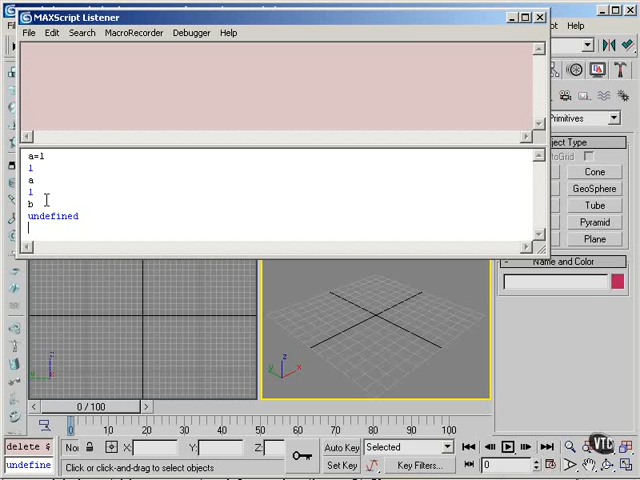 MAXScript Listener
File Edit Search MacroRecorder Debugger Help
a=1
1
a
1
b
undefined
Help
Primitives
Object Type
AutoGrid
Cone
GeoSphere
Tube
Pyramid
Plane
Name and Color
z
x
y
0 / 100
0 10 20 30 40 50 60 70 80 90 100
delete $
undefine
X: Y: Z:
Auto Key
Selected
Set Key
Key Filters...
0
Click or click-and-drag to select objects
VTC